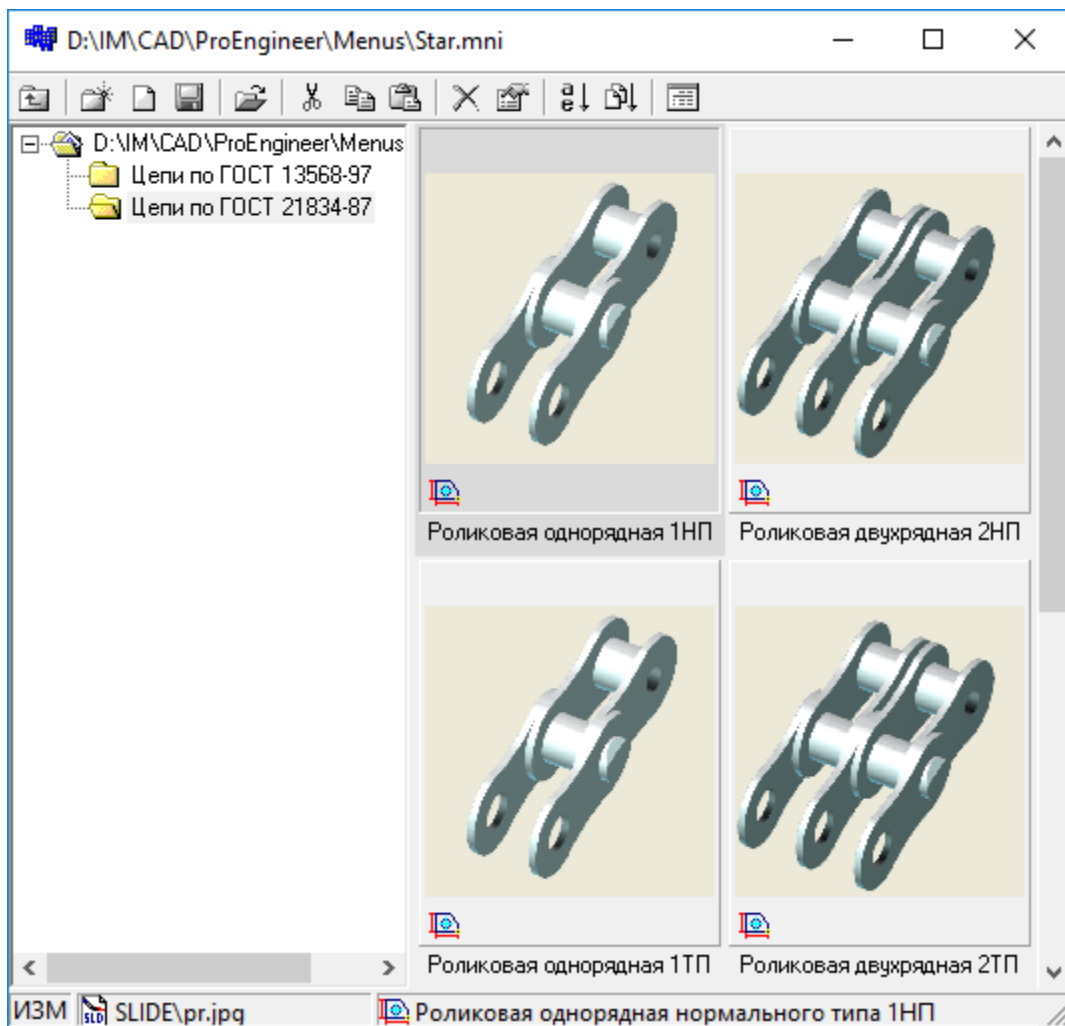 D:\IM\CAD\ProEngineer\Menus\Star.mni
D:\IM\CAD\ProEngineer\Menus
Цепи по ГОСТ 13568-97
Цепи по ГОСТ 21834-87
Роликовая однорядная 1НП
Роликовая двухрядная 2НП
Роликовая однорядная 1ТП
Роликовая двухрядная 2ТП
ИЗМ SLD SLIDE\pr.jpg Роликовая однорядная нормального типа 1НП